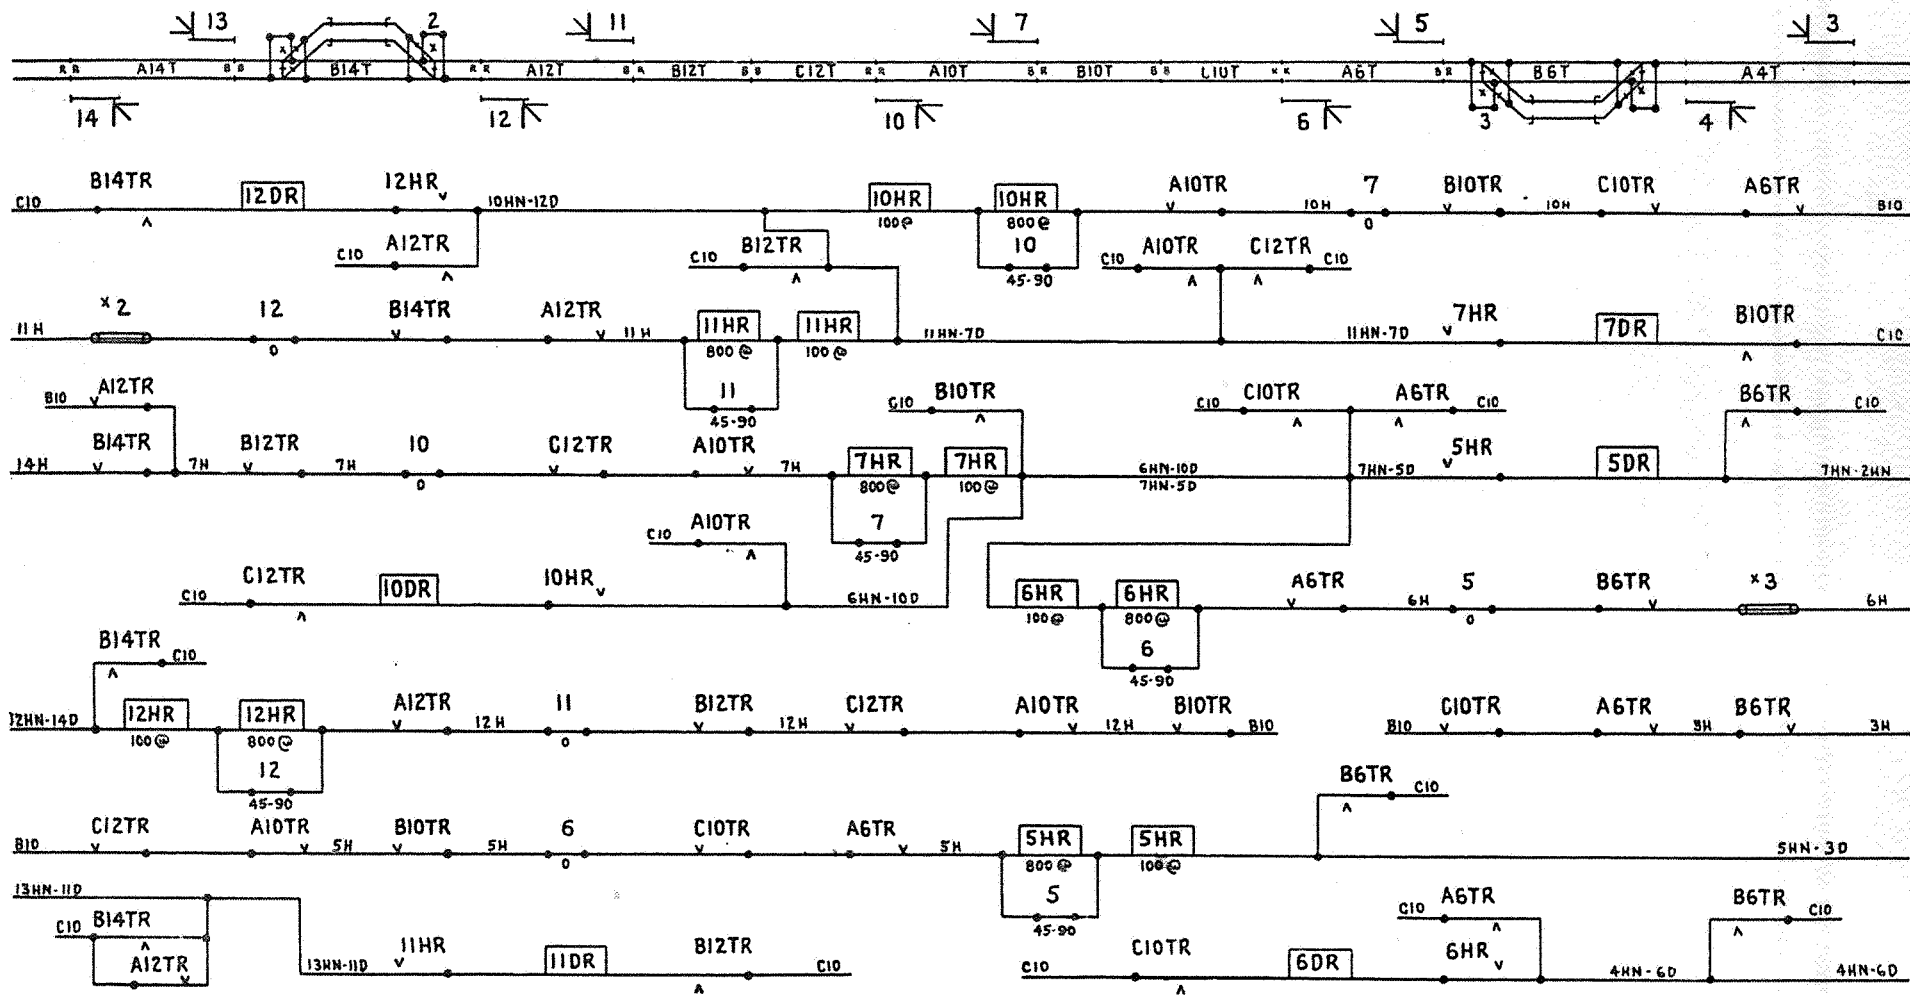 13 2 11 7 5 3
R R A14T B B B14T R R A12T B R B12T B B C12T R R A10T B R B10T B B L10T A6T B R B6T A4T
14 12 10 6 3 4
B14TR 12DR 12HR 10HR 10HR A10TR 7 B10TR C10TR A6TR
C10 10HN-12D 100@ 800@ 10H 0 10H B10
A12TR B12TR 10 A10TR C12TR
C10 C10 45-90 C10 C10
x2 12 B14TR A12TR 11HR 11HR 7HR 7DR B10TR
11H 0 11H 800@ 100@ 11HN-7D 11HN-7D C10
A12TR 11 B10TR C10TR A6TR B6TR
B10 45-90 C10 C10 C10 C10
B14TR B12TR 10 C12TR A10TR 7HR 7HR 5HR 5DR
14H 7H 7H 0 7H 800@ 100@ 6HN-10D 7HN-5D 7HN-5D 7HN-2HN
A10TR 7
C10 45-90
C12TR 10DR 10HR 6HR 6HR A6TR 5 B6TR x3
C10 6HN-10D 100@ 800@ 6H 0 6H
B14TR 6
C10 45-90
12HR 12HR A12TR 11 B12TR C12TR A10TR B10TR C10TR A6TR B6TR
12HN-14D 100@ 800@ 12H 0 12H 12H B10 B10 3H 3H
12 B6TR
45-90 C10
C12TR A10TR B10TR 6 C10TR A6TR 5HR 5HR
B10 5H 5H 0 5H 800@ 100@ 5HN-3D
13HN-11D 5 A6TR B6TR
C10 B14TR 45-90 C10 C10
A12TR 11HR 11DR B12TR C10TR 6DR 6HR
13HN-11D C10 C10 4HN-6D 4HN-6D